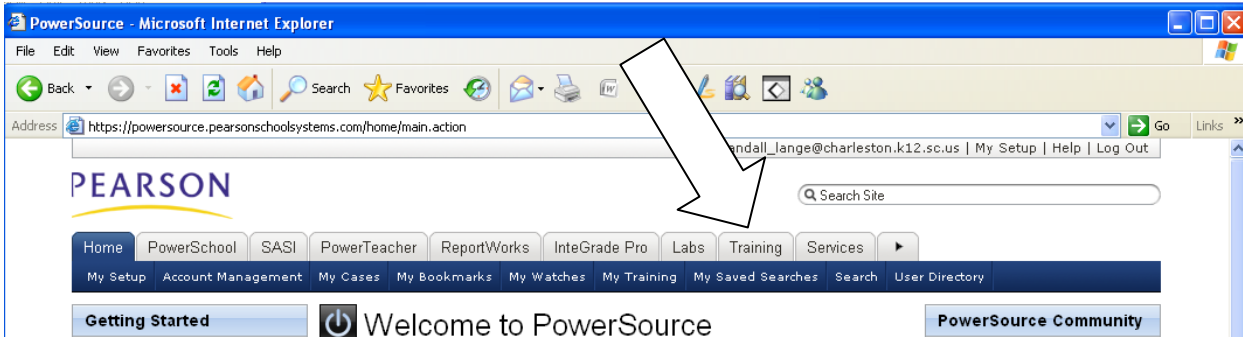 PowerSource - Microsoft Internet Explorer
File Edit View Favorites Tools Help
Back Search Favorites
Address https://powersource.pearsonschoolsystems.com/home/main.action Go Links »
andall_lange@charleston.k12.sc.us | My Setup | Help | Log Out
PEARSON
Search Site
Home PowerSchool SASI PowerTeacher ReportWorks InteGrade Pro Labs Training Services
My Setup Account Management My Cases My Bookmarks My Watches My Training My Saved Searches Search User Directory
Getting Started Welcome to PowerSource PowerSource Community